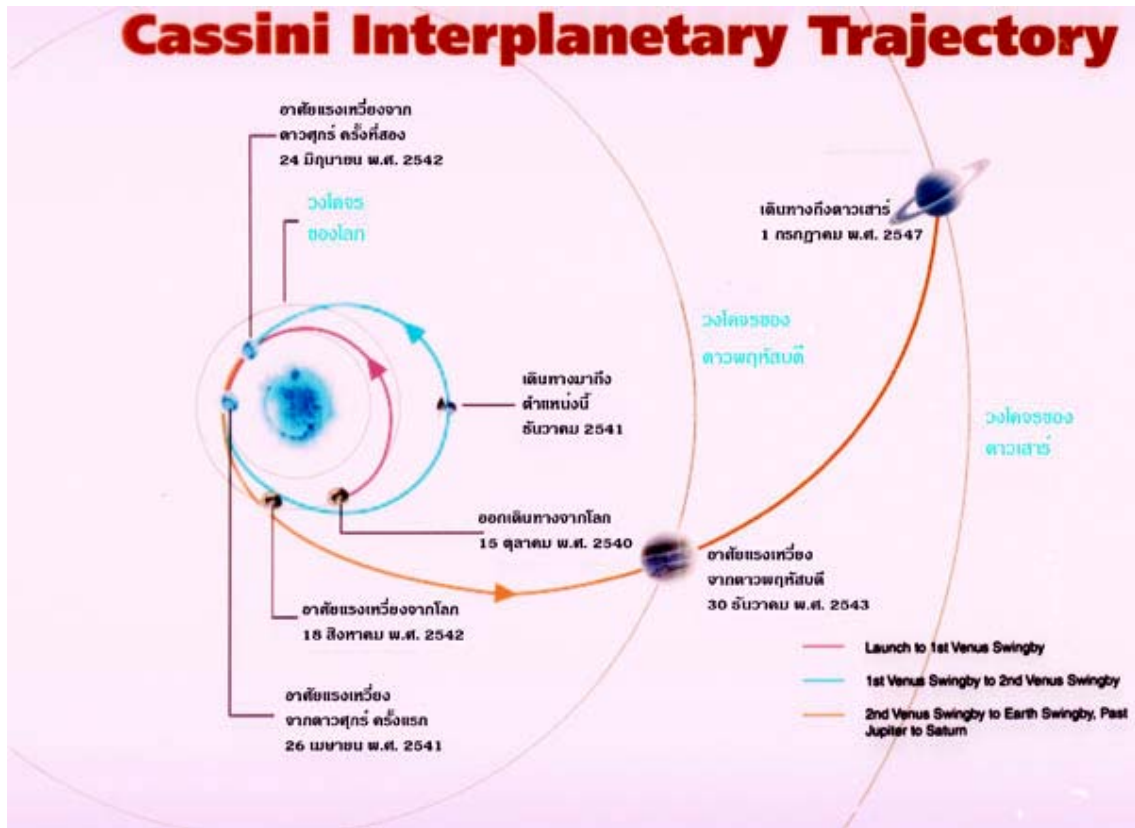 Cassini Interplanetary Trajectory
อาศัยแรงเหวี่ยงจาก
ดาวศุกร์ ครั้งที่สอง
24 มิถุนายน พ.ศ. 2542
วงโคจร
ของโลก
เดินทางถึงดาวเสาร์
1 กรกฎาคม พ.ศ. 2547
วงโคจรของ
ดาวพฤหัสบดี
เดินทางมาถึง
ตำแหน่งนี้
ธันวาคม 2541
วงโคจรของ
ดาวเสาร์
ออกเดินทางจากโลก
15 ตุลาคม พ.ศ. 2540
อาศัยแรงเหวี่ยง
จากดาวพฤหัสบดี
30 ธันวาคม พ.ศ. 2543
อาศัยแรงเหวี่ยงจากโลก
18 สิงหาคม พ.ศ. 2542
อาศัยแรงเหวี่ยง
จากดาวศุกร์ ครั้งแรก
26 เมษายน พ.ศ. 2541
Launch to 1st Venus Swingby
1st Venus Swingby to 2nd Venus Swingby
2nd Venus Swingby to Earth Swingby, Past
Jupiter to Saturn